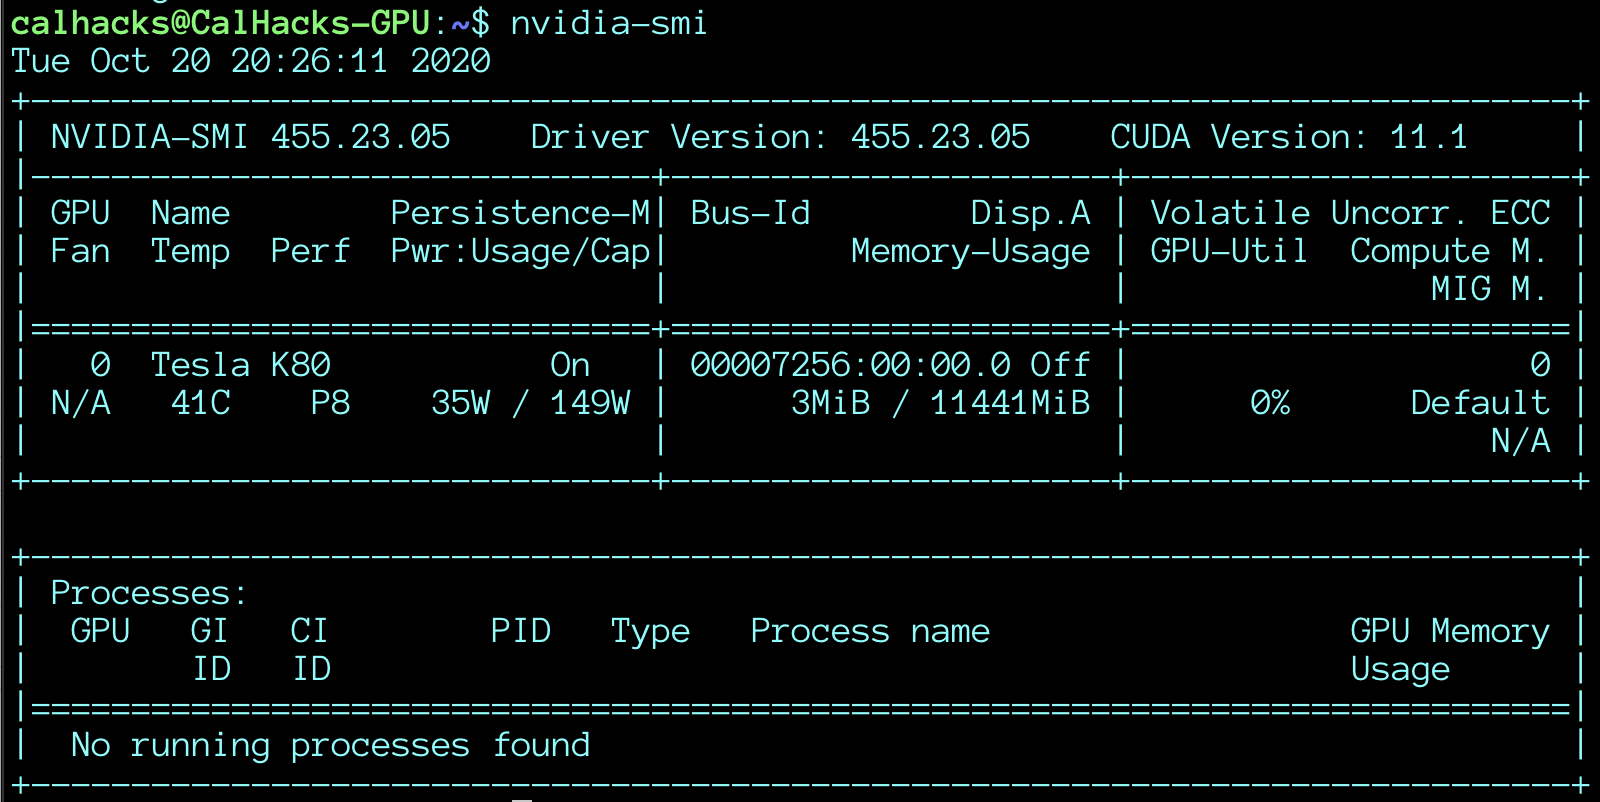 calhacks@CalHacks-GPU:~$ nvidia-smi
Tue Oct 20 20:26:11 2020
+-----------------------------------------------------------------------------+
| NVIDIA-SMI 455.23.05    Driver Version: 455.23.05    CUDA Version: 11.1     |
|-------------------------------+----------------------+----------------------+
| GPU  Name        Persistence-M| Bus-Id        Disp.A | Volatile Uncorr. ECC |
| Fan  Temp  Perf  Pwr:Usage/Cap|         Memory-Usage | GPU-Util  Compute M. |
|                               |                      |               MIG M. |
|===============================+======================+======================|
|   0  Tesla K80           On   | 00007256:00:00.0 Off |                    0 |
| N/A   41C    P8    35W / 149W |      3MiB / 11441MiB |      0%      Default |
|                               |                      |                  N/A |
+-------------------------------+----------------------+----------------------+

+-----------------------------------------------------------------------------+
| Processes:                                                                  |
|  GPU   GI   CI        PID   Type   Process name                  GPU Memory |
|        ID   ID                                                   Usage      |
|=============================================================================|
|  No running processes found                                                 |
+-----------------------------------------------------------------------------+